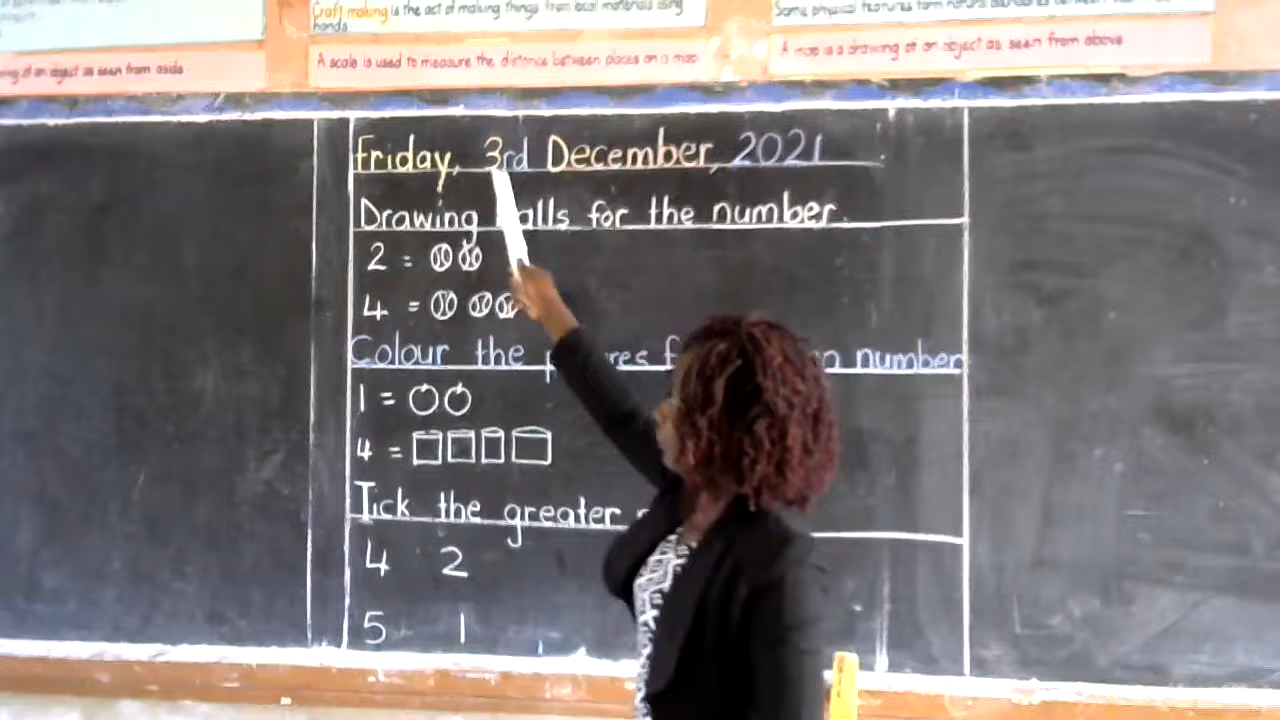 Craft making is the act of making things from local materials using
hands.
Some physical features form natural
ing of an object as seen from aside
A scale is used to measure the distance between places on a map
A map is a drawing of an object as seen from above
Friday, 3rd December, 2021
Drawing alls for the number.
2 =
4 =
Colour the number
1 =
4 =
Tick the greater
4 2
5 1